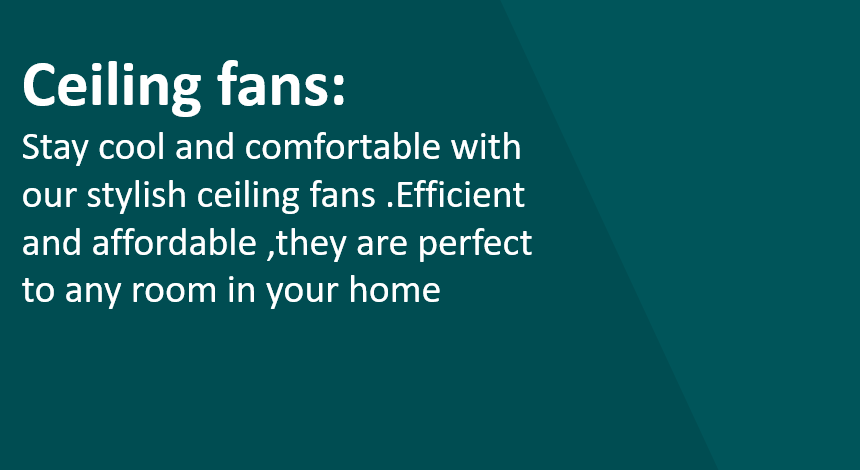 Ceiling fans:
Stay cool and comfortable with
our stylish ceiling fans .Efficient
and affordable ,they are perfect
to any room in your home